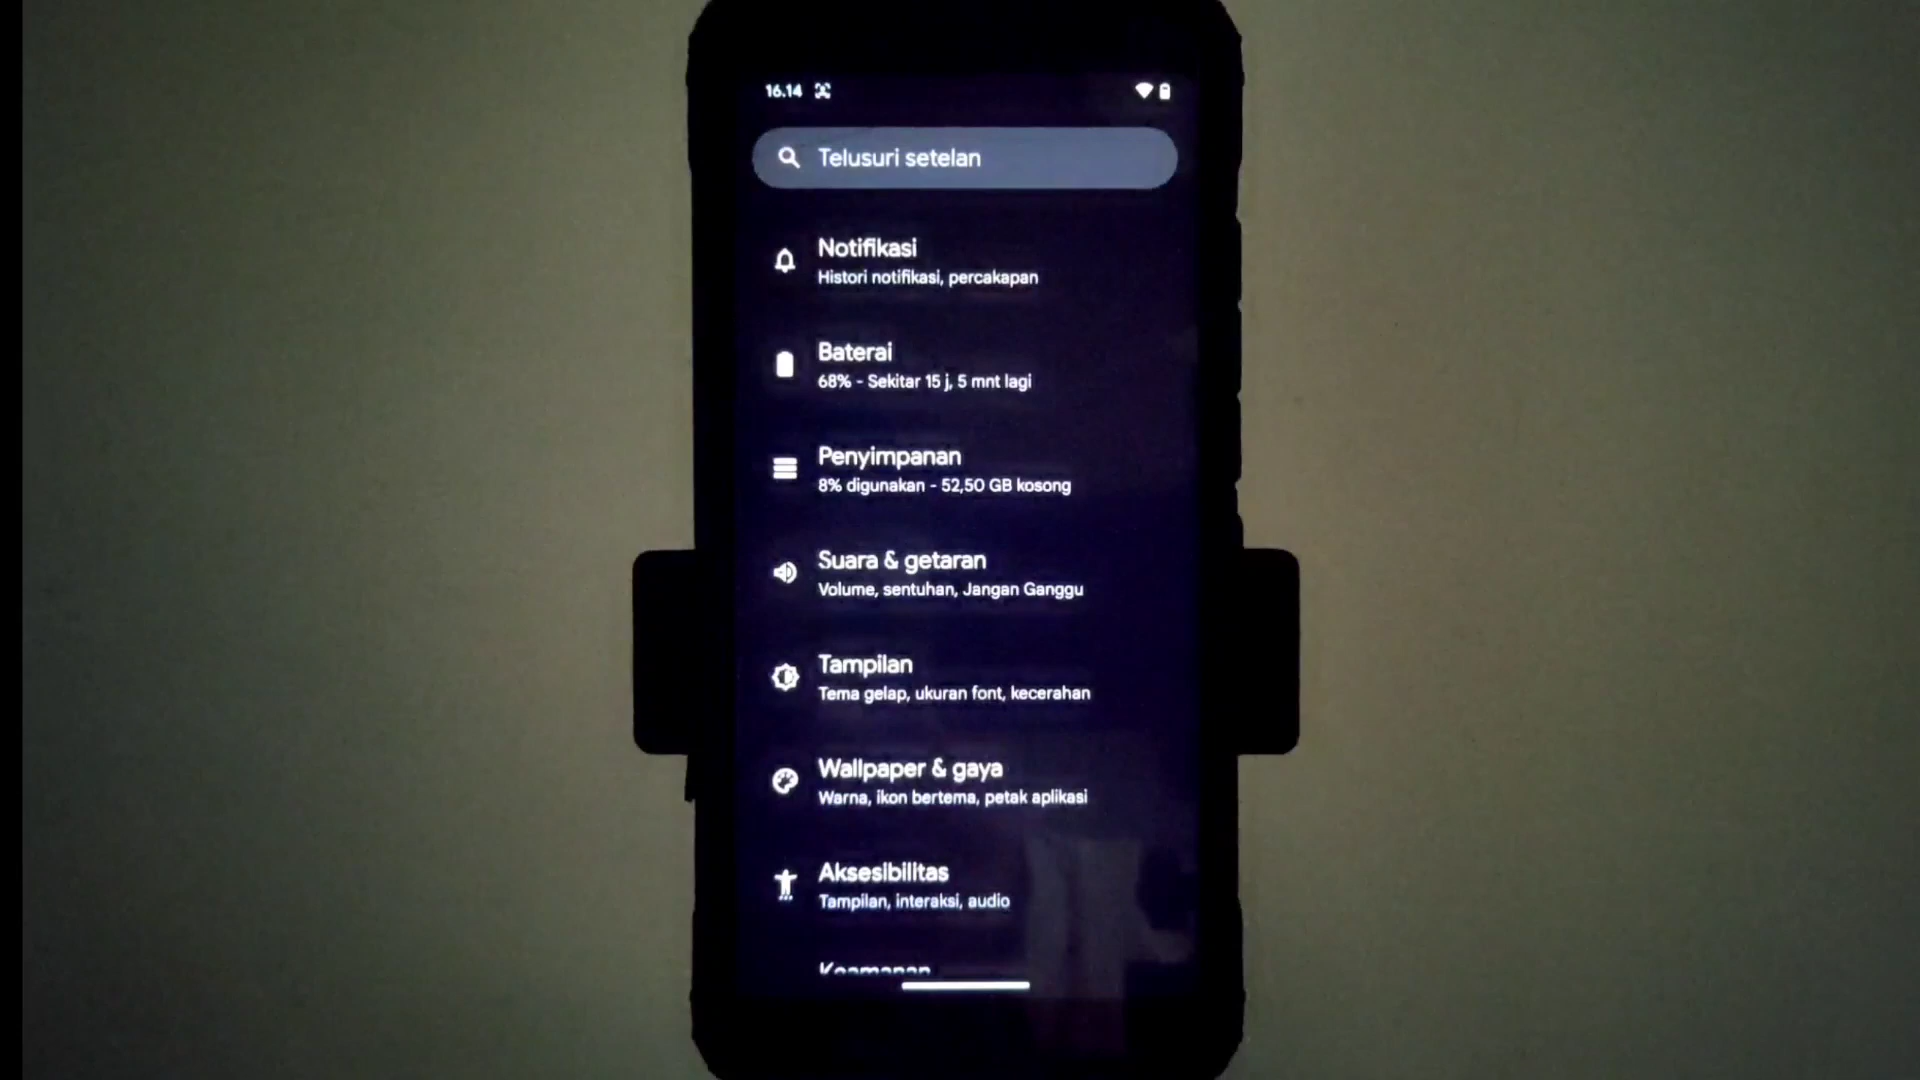 16.14
Telusuri setelan
Notifikasi
Histori notifikasi, percakapan
Baterai
68% - Sekitar 15 j, 5 mnt lagi
Penyimpanan
8% digunakan - 52,50 GB kosong
Suara & getaran
Volume, sentuhan, Jangan Ganggu
Tampilan
Tema gelap, ukuran font, kecerahan
Wallpaper & gaya
Warna, ikon bertema, petak aplikasi
Aksesibilitas
Tampilan, interaksi, audio
Keamanan